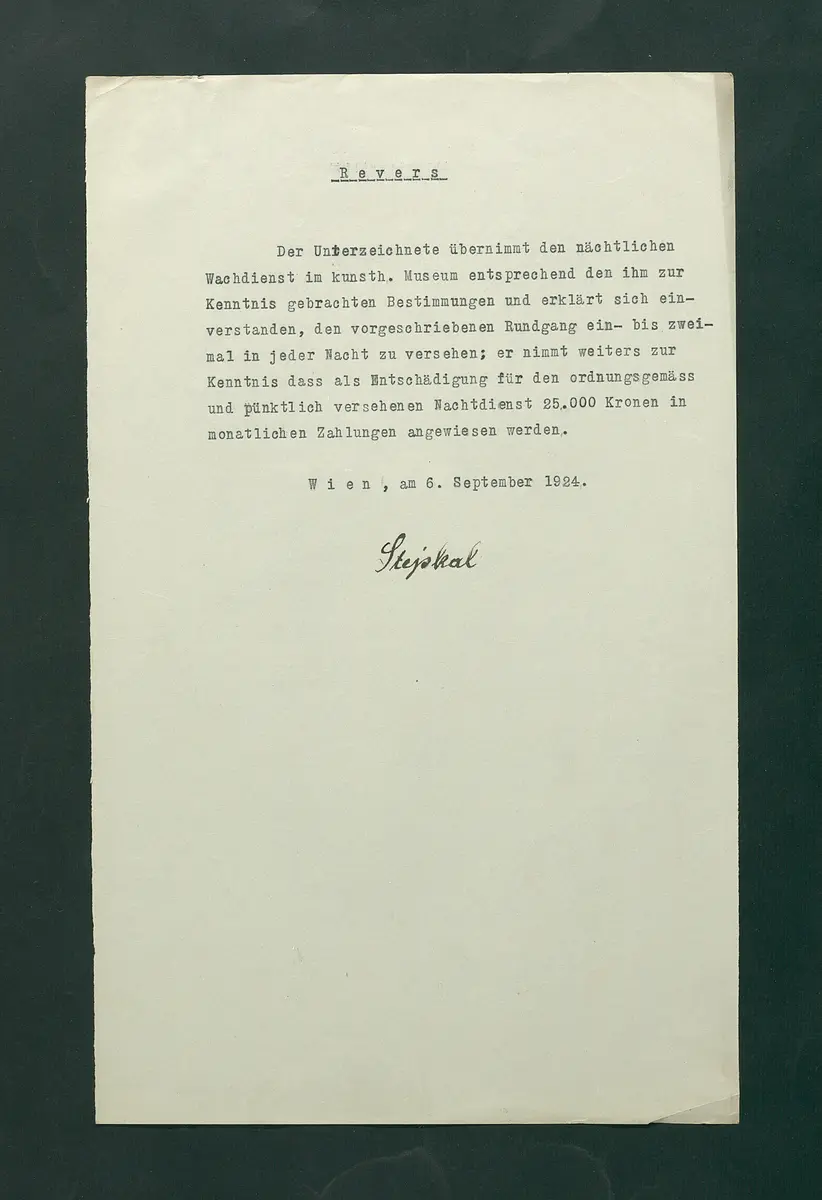 Revers
Der Unterzeichnete übernimmt den nächtlichen
Wachdienst im kunsth. Museum entsprechend den ihm zur
Kenntnis gebrachten Bestimmungen und erklärt sich ein-
verstanden, den vorgeschriebenen Rundgang ein- bis zwei-
mal in jeder Nacht zu versehen; er nimmt weiters zur
Kenntnis dass als Entschädigung für den ordnungsgemäss
und pünktlich versehenen Nachtdienst 25.000 Kronen in
monatlichen Zahlungen angewiesen werden.
Wien, am 6. September 1924.
Stejskal